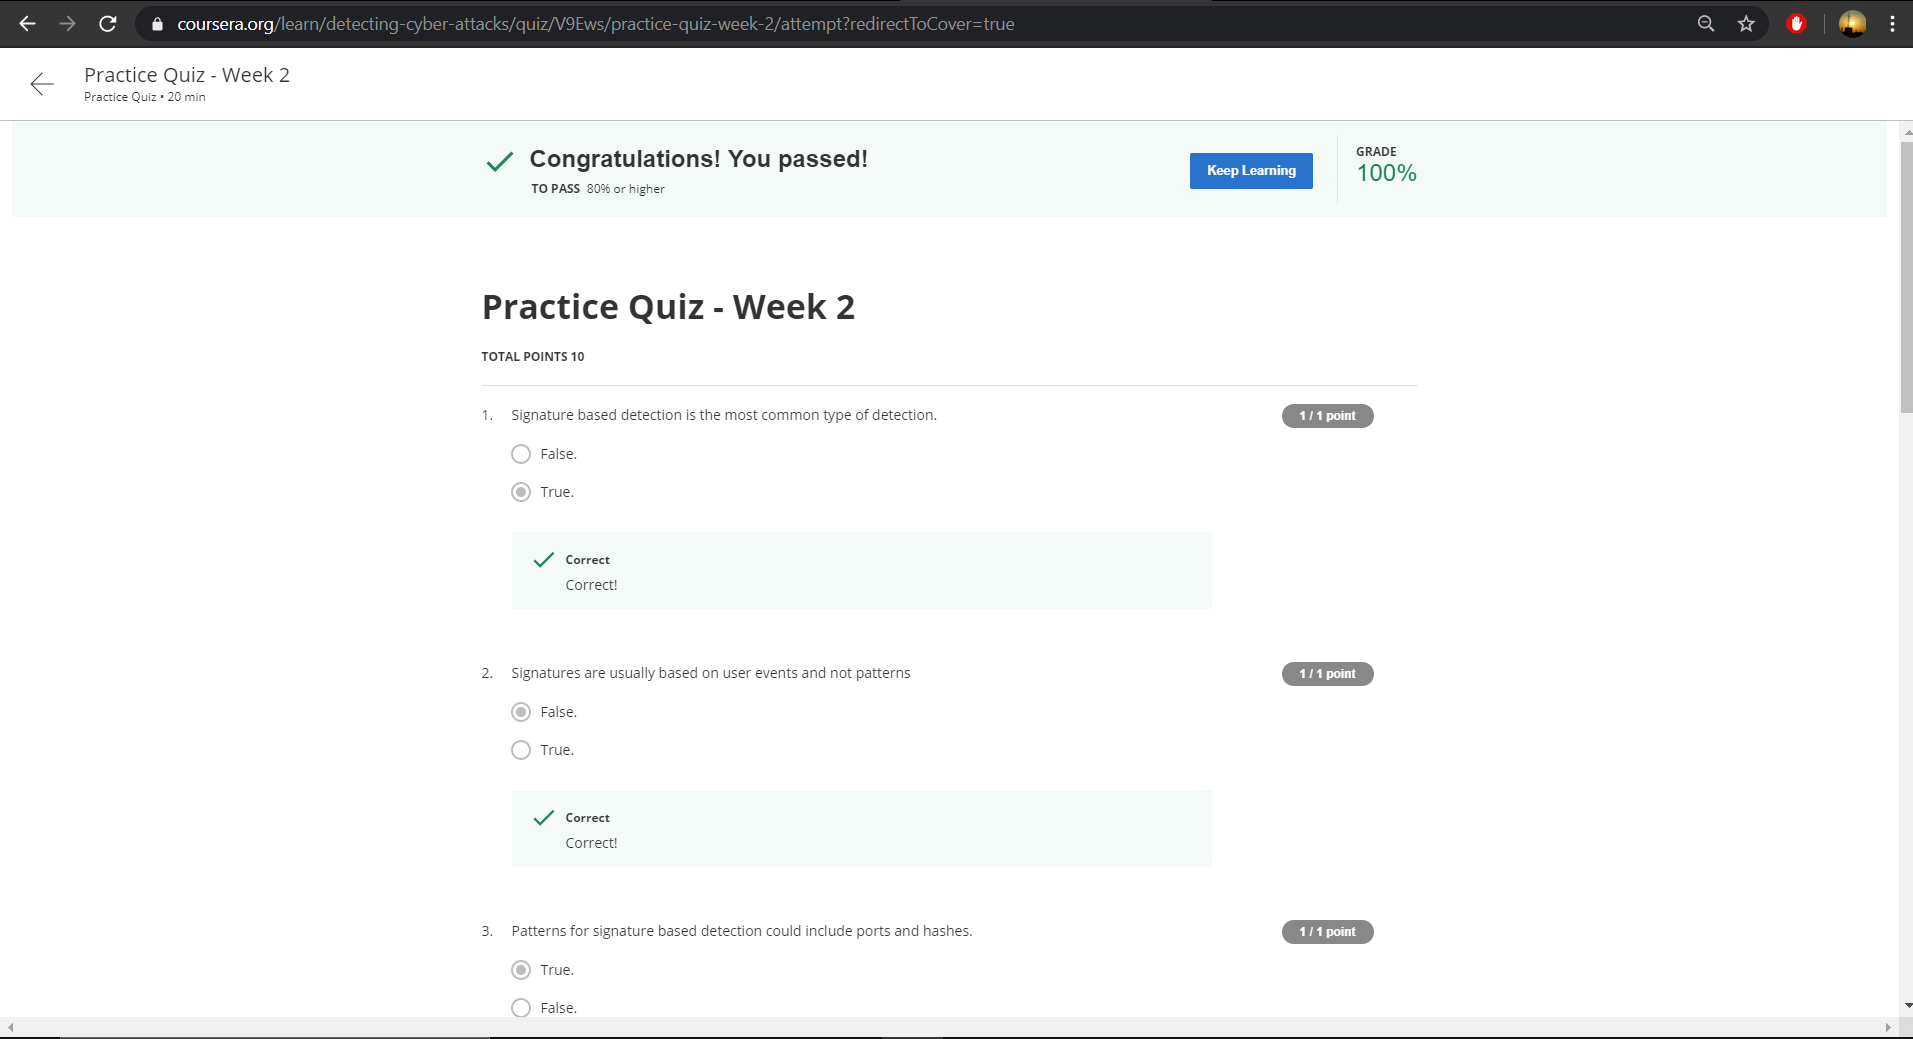 coursera.org/learn/detecting-cyber-attacks/quiz/V9Ews/practice-quiz-week-2/attempt?redirectToCover=true
Practice Quiz - Week 2
Practice Quiz • 20 min
Congratulations! You passed!
TO PASS 80% or higher
Keep Learning
GRADE
100%
Practice Quiz - Week 2
TOTAL POINTS 10
1. Signature based detection is the most common type of detection.
1 / 1 point
False.
True.
Correct
Correct!
2. Signatures are usually based on user events and not patterns
1 / 1 point
False.
True.
Correct
Correct!
3. Patterns for signature based detection could include ports and hashes.
1 / 1 point
True.
False.